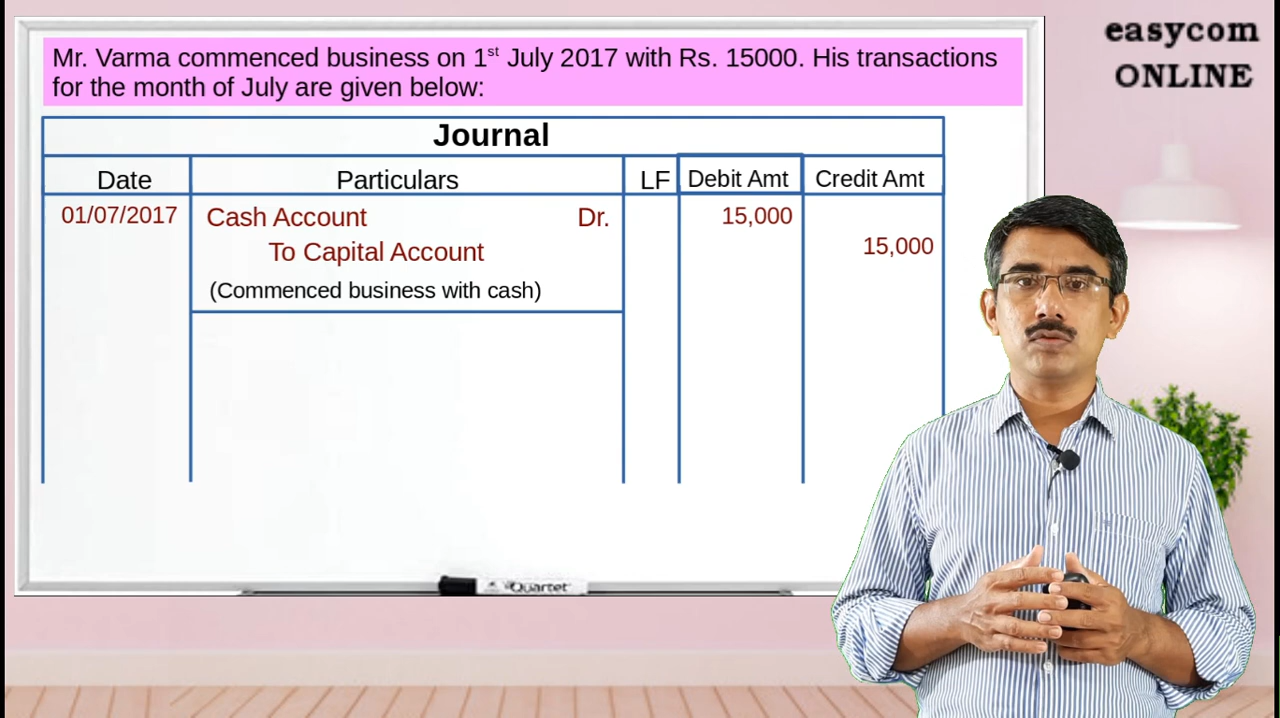 easycom
ONLINE
Mr. Varma commenced business on 1st July 2017 with Rs. 15000. His transactions
for the month of July are given below:
Journal
Date Particulars LF Debit Amt Credit Amt
01/07/2017 Cash Account Dr. 15,000
To Capital Account 15,000
(Commenced business with cash)
Quartet